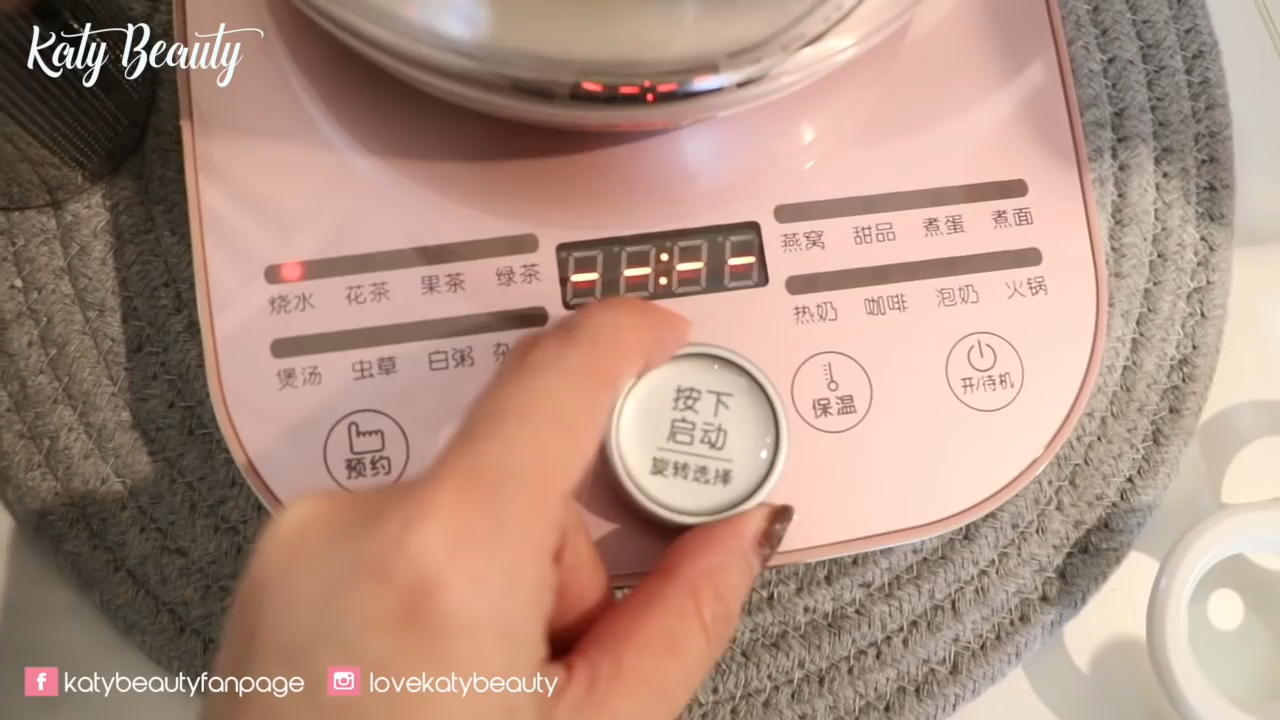 Katy Beauty
烧水 花茶 果茶 绿茶
煲汤 虫草 白粥 杂
燕窝 甜品 煮蛋 煮面
热奶 咖啡 泡奶 火锅
预约
按下
启动
旋转选择
保温
开/待机
katybeautyfanpage
lovekatybeauty